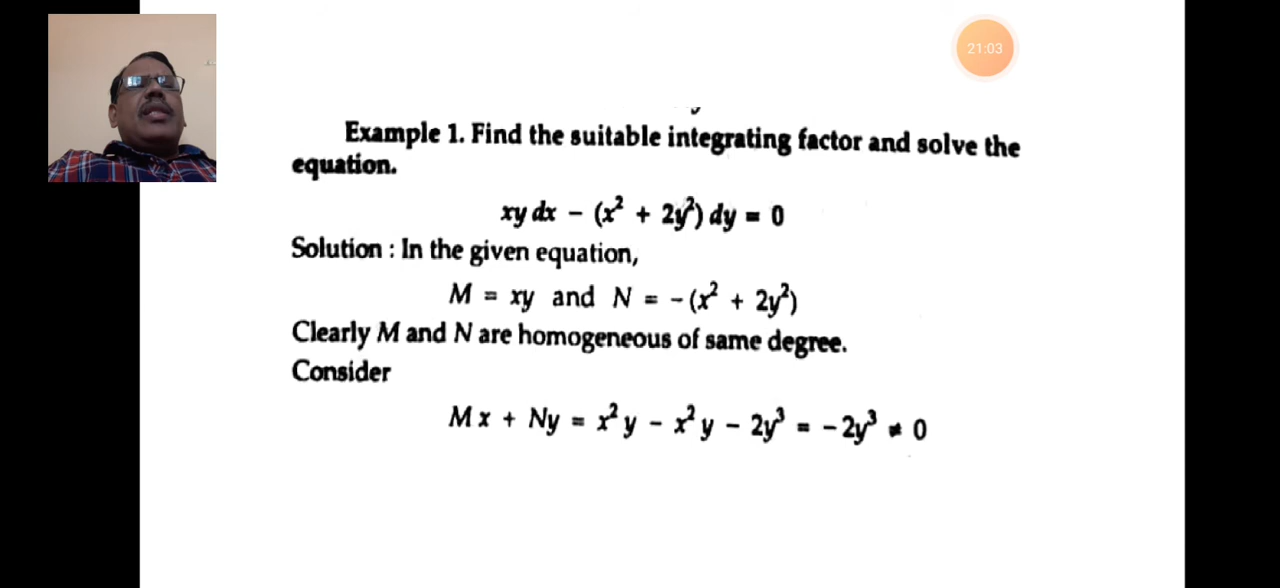 21:03
Example 1. Find the suitable integrating factor and solve the
equation.
xy dx − (x² + 2y²) dy = 0
Solution : In the given equation,
M = xy and N = −(x² + 2y²)
Clearly M and N are homogeneous of same degree.
Consider
Mx + Ny = x²y − x²y − 2y³ = −2y³ ≠ 0